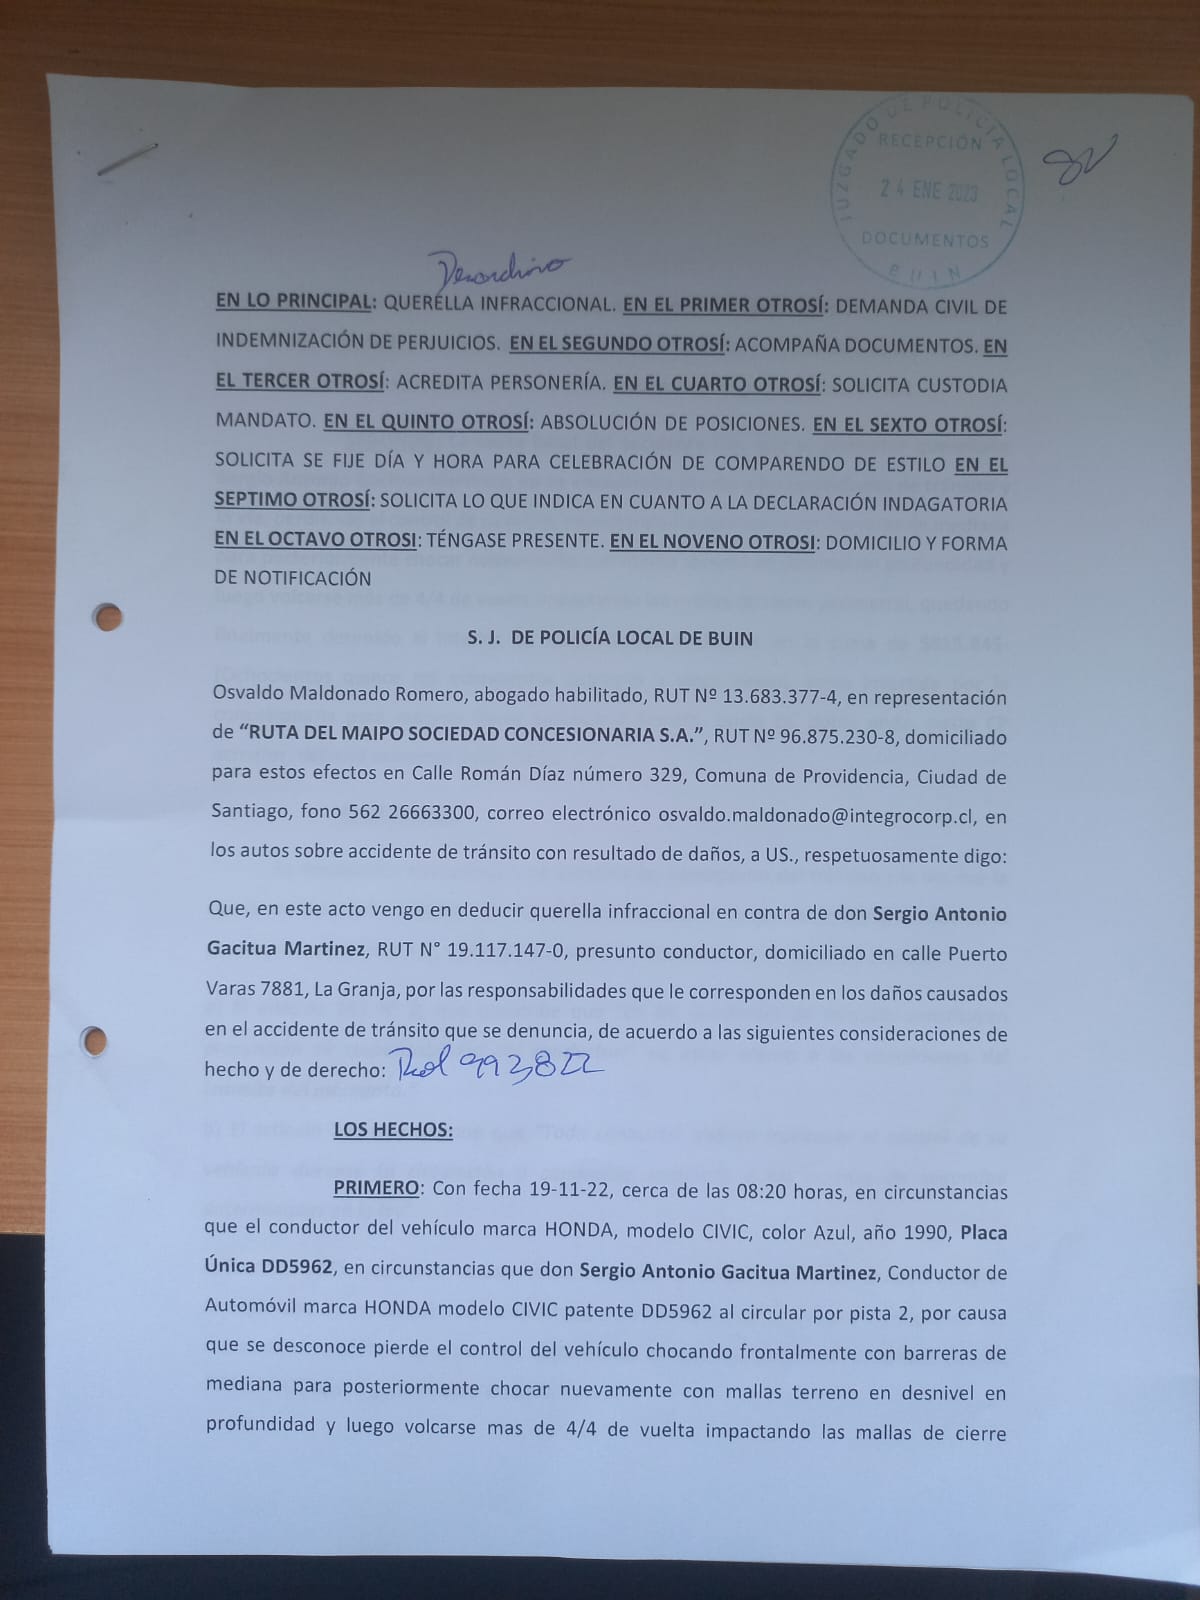 JUZGADO DE POLICIA LOCAL
RECEPCIÓN
24 ENE 2023
DOCUMENTOS
BUIN
EN LO PRINCIPAL: QUERELLA INFRACCIONAL. EN EL PRIMER OTROSÍ: DEMANDA CIVIL DE
INDEMNIZACIÓN DE PERJUICIOS. EN EL SEGUNDO OTROSÍ: ACOMPAÑA DOCUMENTOS. EN
EL TERCER OTROSÍ: ACREDITA PERSONERÍA. EN EL CUARTO OTROSÍ: SOLICITA CUSTODIA
MANDATO. EN EL QUINTO OTROSÍ: ABSOLUCIÓN DE POSICIONES. EN EL SEXTO OTROSÍ:
SOLICITA SE FIJE DÍA Y HORA PARA CELEBRACIÓN DE COMPARENDO DE ESTILO EN EL
SEPTIMO OTROSÍ: SOLICITA LO QUE INDICA EN CUANTO A LA DECLARACIÓN INDAGATORIA
EN EL OCTAVO OTROSI: TÉNGASE PRESENTE. EN EL NOVENO OTROSI: DOMICILIO Y FORMA
DE NOTIFICACIÓN
S. J. DE POLICÍA LOCAL DE BUIN
Osvaldo Maldonado Romero, abogado habilitado, RUT Nº 13.683.377-4, en representación
de “RUTA DEL MAIPO SOCIEDAD CONCESIONARIA S.A.”, RUT Nº 96.875.230-8, domiciliado
para estos efectos en Calle Román Díaz número 329, Comuna de Providencia, Ciudad de
Santiago, fono 562 26663300, correo electrónico osvaldo.maldonado@integrocorp.cl, en
los autos sobre accidente de tránsito con resultado de daños, a US., respetuosamente digo:
Que, en este acto vengo en deducir querella infraccional en contra de don Sergio Antonio
Gacitua Martinez, RUT N° 19.117.147-0, presunto conductor, domiciliado en calle Puerto
Varas 7881, La Granja, por las responsabilidades que le corresponden en los daños causados
en el accidente de tránsito que se denuncia, de acuerdo a las siguientes consideraciones de
hecho y de derecho: Rol 993822
LOS HECHOS:
PRIMERO: Con fecha 19-11-22, cerca de las 08:20 horas, en circunstancias
que el conductor del vehículo marca HONDA, modelo CIVIC, color Azul, año 1990, Placa
Única DD5962, en circunstancias que don Sergio Antonio Gacitua Martinez, Conductor de
Automóvil marca HONDA modelo CIVIC patente DD5962 al circular por pista 2, por causa
que se desconoce pierde el control del vehículo chocando frontalmente con barreras de
mediana para posteriormente chocar nuevamente con mallas terreno en desnivel en
profundidad y luego volcarse mas de 4/4 de vuelta impactando las mallas de cierre